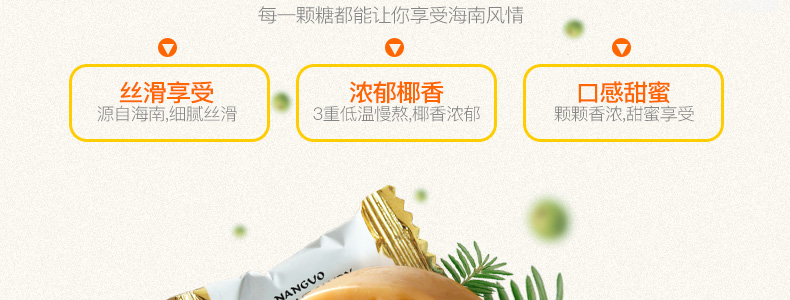 每一颗糖都能让你享受海南风情
丝滑享受
源自海南,细腻丝滑
浓郁椰香
3重低温慢熬,椰香浓郁
口感甜蜜
颗颗香浓,甜蜜享受
NANGUO